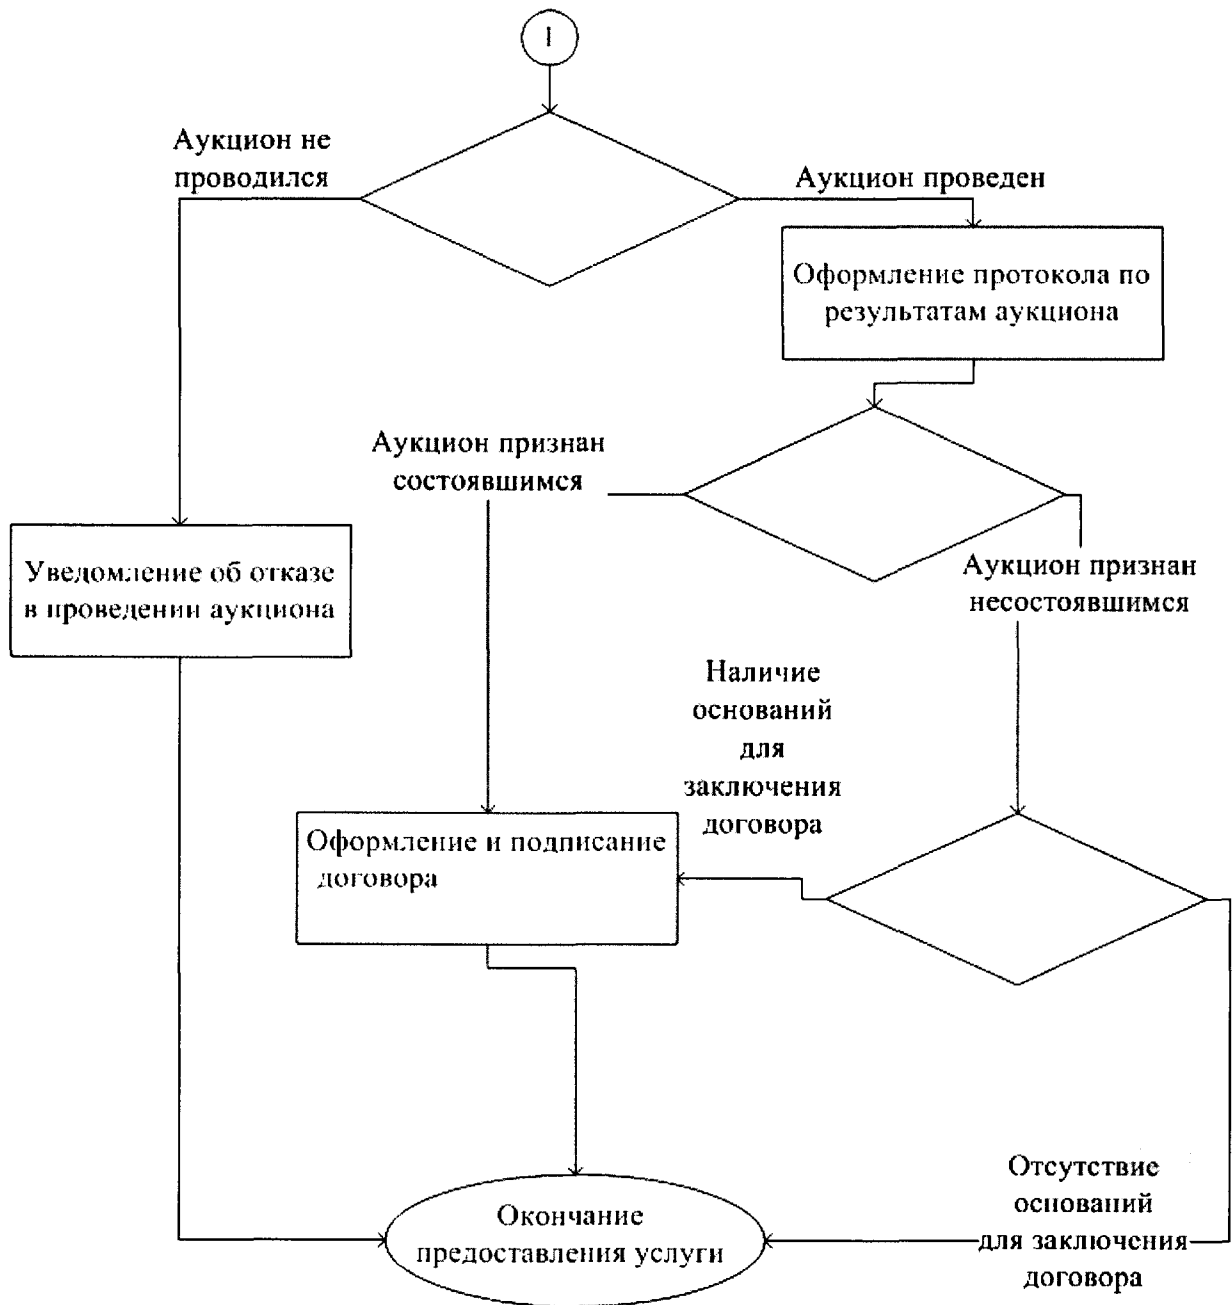 1
Аукцион не
проводился
Аукцион проведен
Оформление протокола по
результатам аукциона
Аукцион признан
состоявшимся
Уведомление об отказе
в проведении аукциона
Аукцион признан
несостоявшимся
Наличие
оснований
для
заключения
договора
Оформление и подписание
договора
Окончание
предоставления услуги
Отсутствие
оснований
для заключения
договора